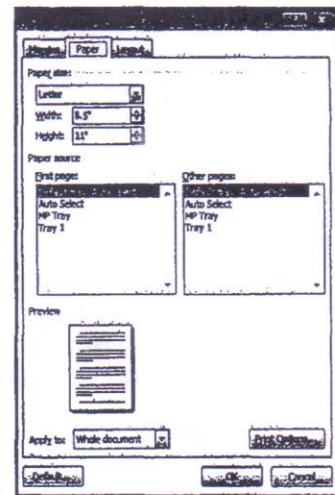 Margins Paper Layout
Paper size:
Letter
Width: 8.5"
Height: 11"
Paper source
First page: Other pages:
Auto Select Auto Select
MP Tray MP Tray
Tray 1 Tray 1
Preview
Apply to: Whole document Print Options...
Default... OK Cancel